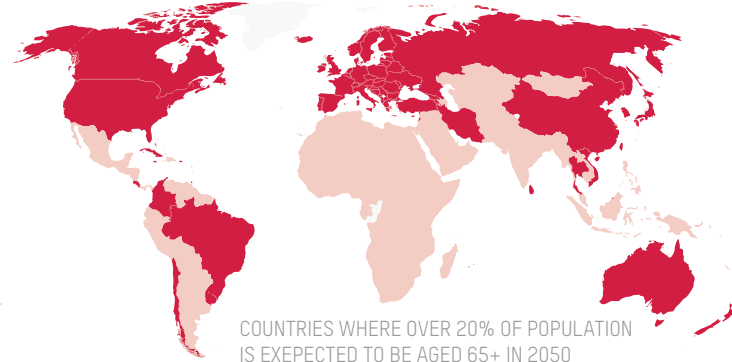 COUNTRIES WHERE OVER 20% OF POPULATION
IS EXEPECTED TO BE AGED 65+ IN 2050